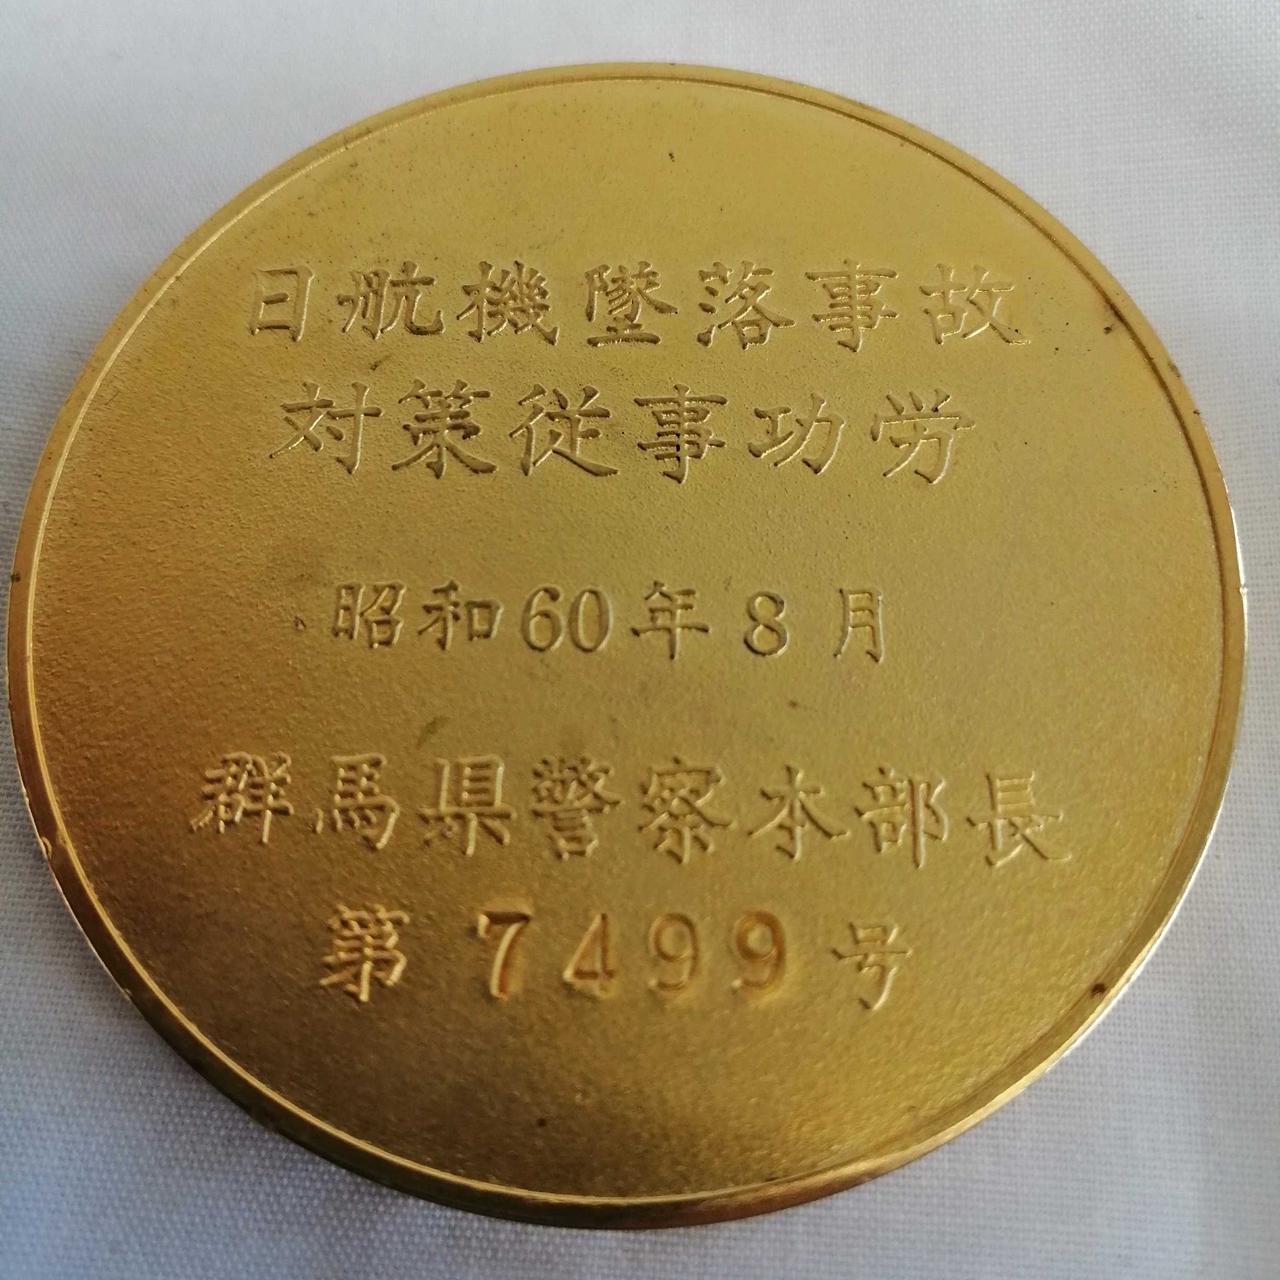 日航機墜落事故
対策従事功労
昭和60年8月
群馬県警察本部長
第7499号